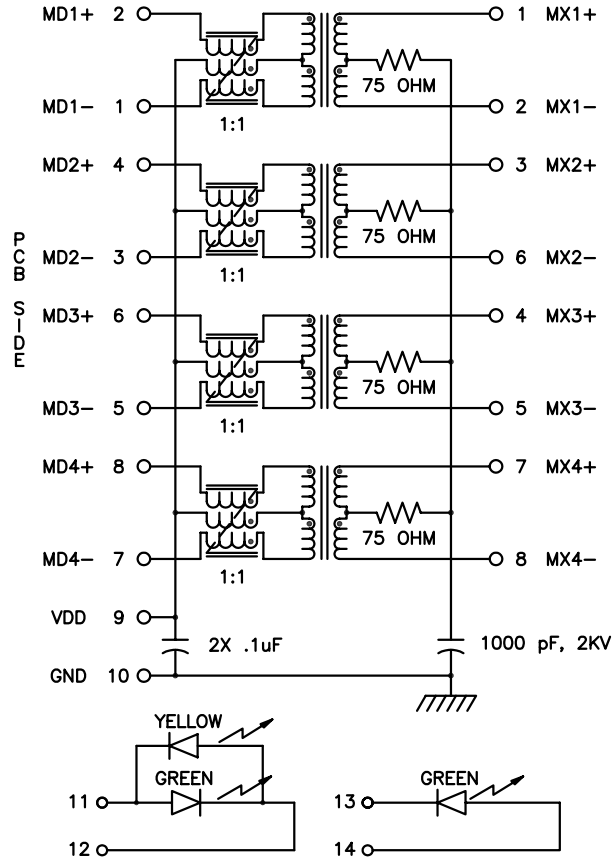 MD1+ 2 1 MX1+
75 OHM
MD1- 1 2 MX1-
1:1
MD2+ 4 3 MX2+
75 OHM
MD2- 3 6 MX2-
1:1
PCB SIDE
MD3+ 6 4 MX3+
75 OHM
MD3- 5 5 MX3-
1:1
MD4+ 8 7 MX4+
75 OHM
MD4- 7 8 MX4-
1:1
VDD 9
2X .1uF 1000 pF, 2KV
GND 10
YELLOW
GREEN GREEN
11 13
12 14